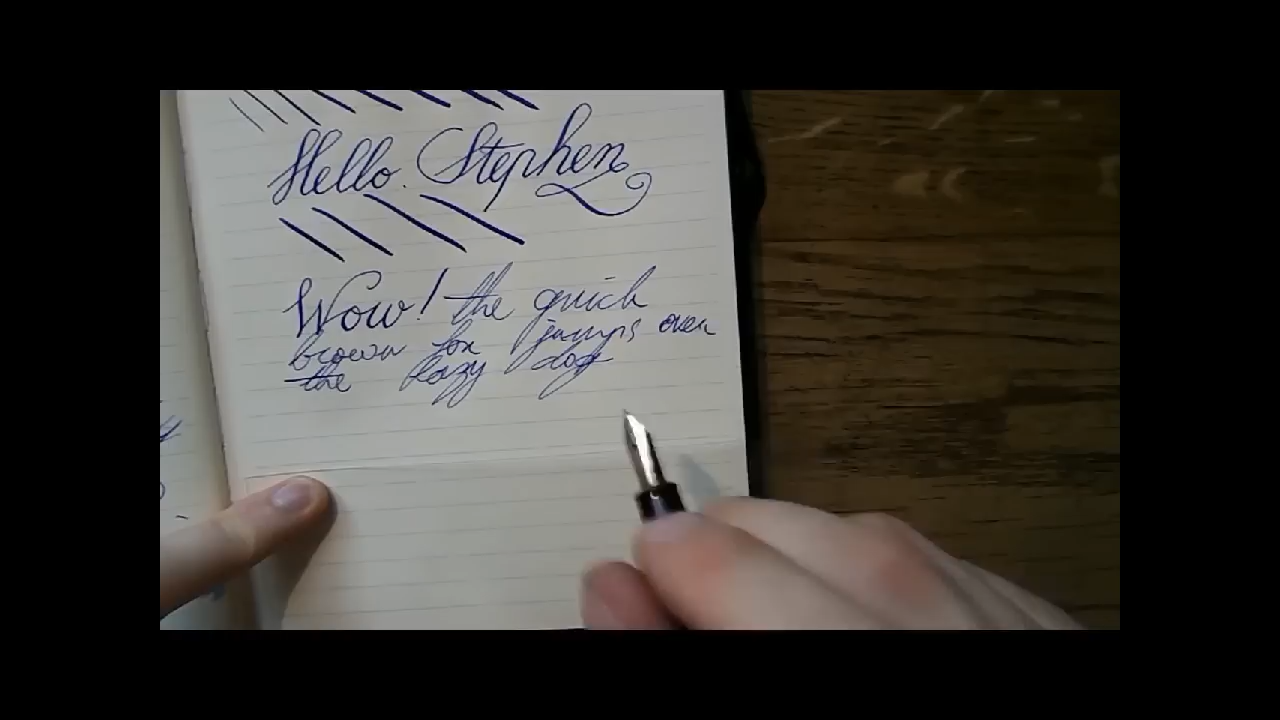 Hello. Stephen
Wow! the quick
brown fox jumps over
the lazy dog